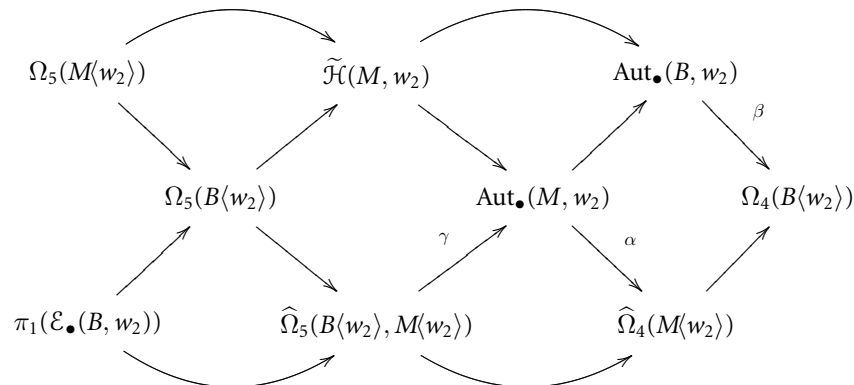 Ω₅(M⟨w₂⟩) ℋ̃(M, w₂) Aut•(B, w₂)
β
Ω₅(B⟨w₂⟩) Aut•(M, w₂) Ω₄(B⟨w₂⟩)
γ α
π₁(ℰ•(B, w₂)) Ω̂₅(B⟨w₂⟩, M⟨w₂⟩) Ω̂₄(M⟨w₂⟩)